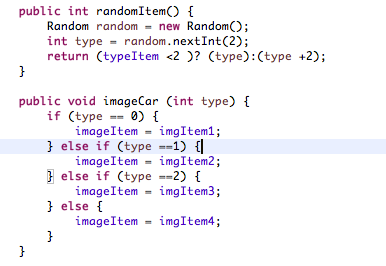 public int randomItem() {
    Random random = new Random();
    int type = random.nextInt(2);
    return (typeItem <2 )? (type):(type +2);
}
public void imageCar (int type) {
    if (type == 0) {
        imageItem = imgItem1;
    } else if (type ==1) {
        imageItem = imgItem2;
    } else if (type ==2) {
        imageItem = imgItem3;
    } else {
        imageItem = imgItem4;
    }
}